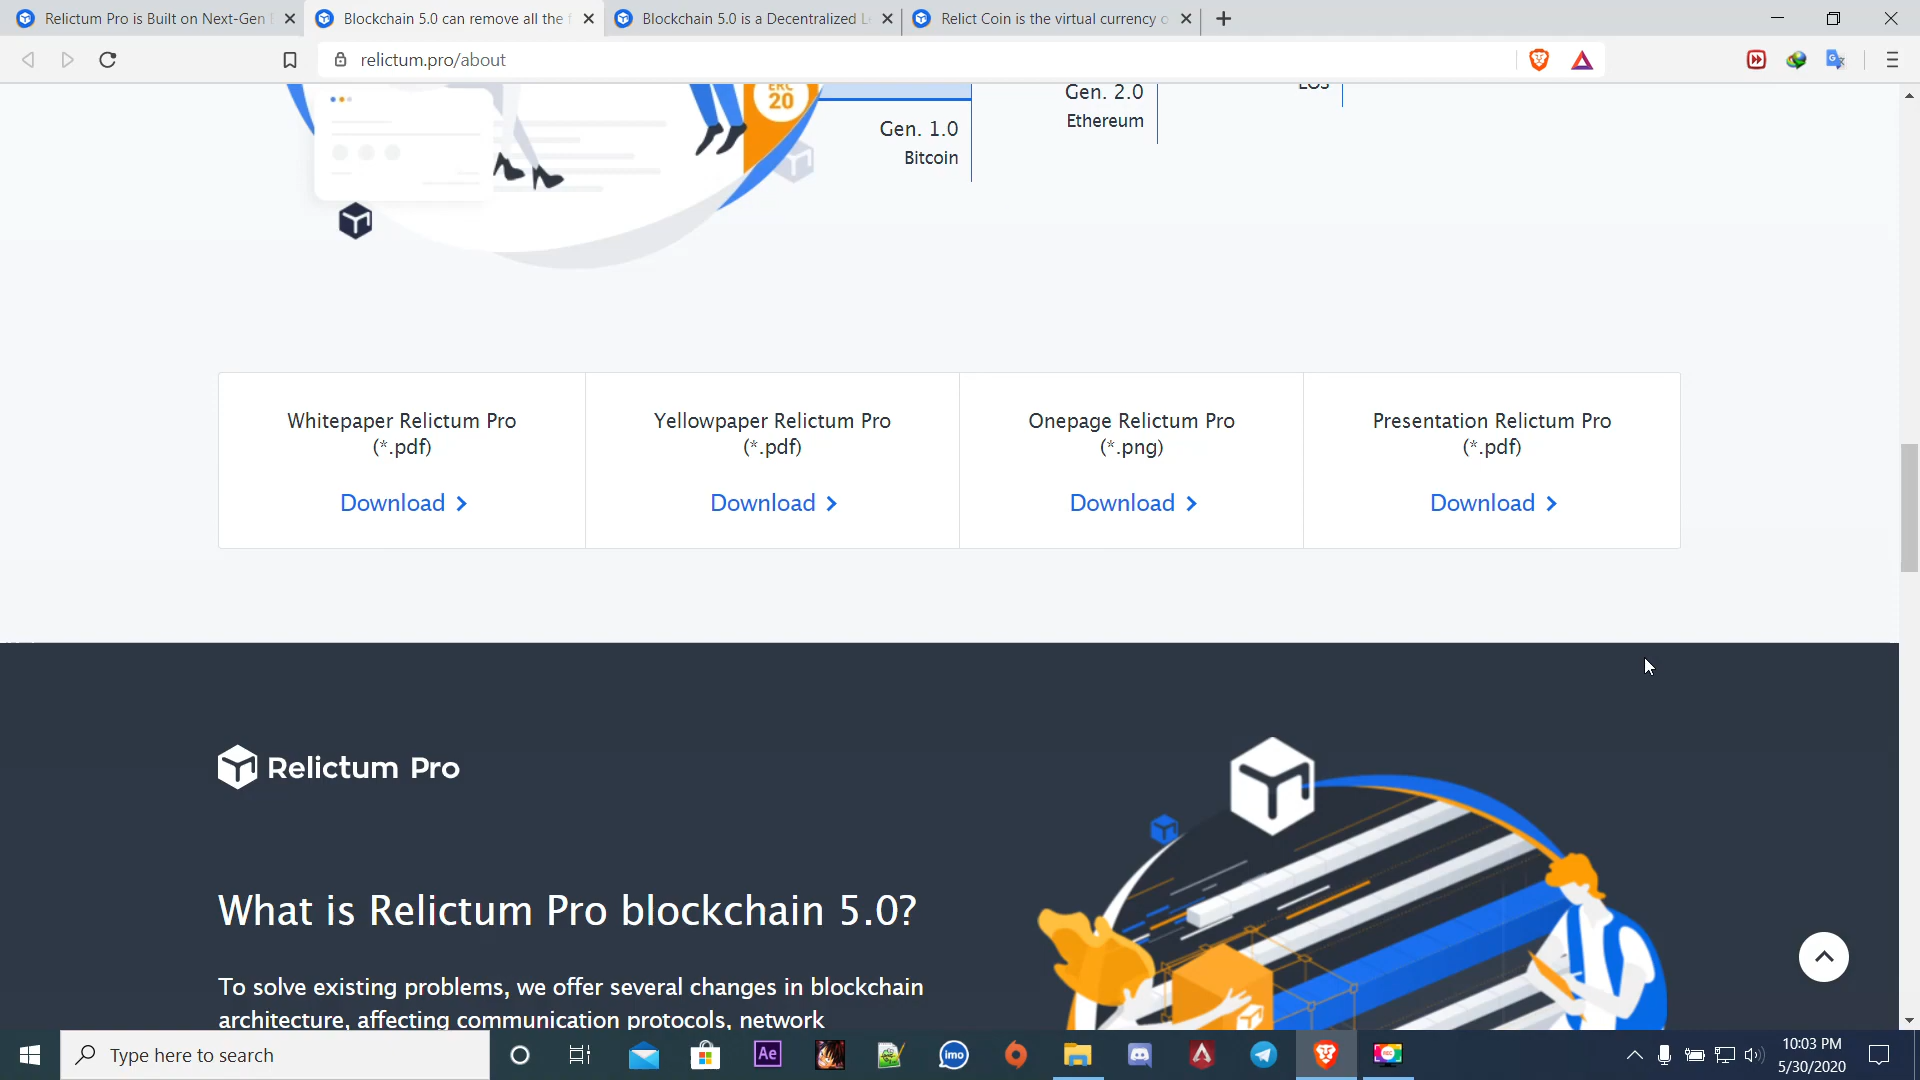 Relictum Pro is Built on Next-Gen
Blockchain 5.0 can remove all the f
Blockchain 5.0 is a Decentralized L
Relict Coin is the virtual currency o
relictum.pro/about
ERC
20
Gen. 1.0
Bitcoin
Gen. 2.0
Ethereum
EOS
Whitepaper Relictum Pro
(*.pdf)
Download
Yellowpaper Relictum Pro
(*.pdf)
Download
Onepage Relictum Pro
(*.png)
Download
Presentation Relictum Pro
(*.pdf)
Download
Relictum Pro
What is Relictum Pro blockchain 5.0?
To solve existing problems, we offer several changes in blockchain
architecture, affecting communication protocols, network
Type here to search
Ae
imo
REC
10:03 PM
5/30/2020